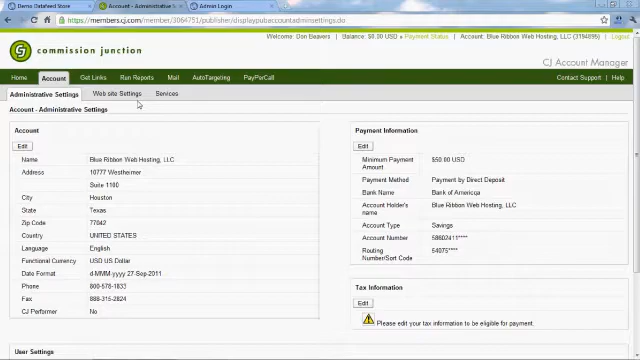 Demo Datafeed Store
Account - Administrative S
Admin Login
https://members.cj.com/member/3064751/publisher/displaypubaccountadminsettings.do
Welcome: Don Beavers | Balance: $0.00 USD Payment Status | Account: Blue Ribbon Web Hosting, LLC (3194895) | Logout
commission junction
CJ Account Manager
Home Account Get Links Run Reports Mail AutoTargeting PayPerCall Contact Support | Help
Administrative Settings Web site Settings Services
Account - Administrative Settings
Account
Edit
Name Blue Ribbon Web Hosting, LLC
Address 10777 Westheimer
Suite 1100
City Houston
State Texas
Zip Code 77042
Country UNITED STATES
Language English
Functional Currency USD US Dollar
Date Format d-MMM-yyyy 27-Sep-2011
Phone 800-578-1833
Fax 888-315-2824
CJ Performer No
Payment Information
Edit
Minimum Payment Amount $50.00 USD
Payment Method Payment by Direct Deposit
Bank Name Bank of Americqa
Account Holder's name Blue Ribbon Web Hosting, LLC
Account Type Savings
Account Number 58602411****
Routing Number/Sort Code 54075****
Tax Information
Edit
Please edit your tax information to be eligible for payment.
User Settings